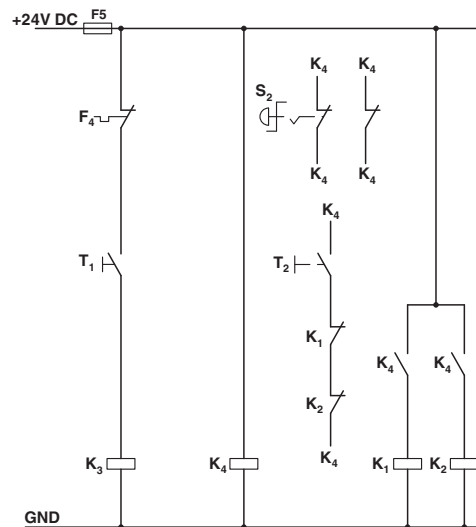 +24V DC F5
K4 K4
S2
F4
K4 K4
K4
T1 T2
K1
K4 K4
K2
K4
K3 K4 K1 K2
GND